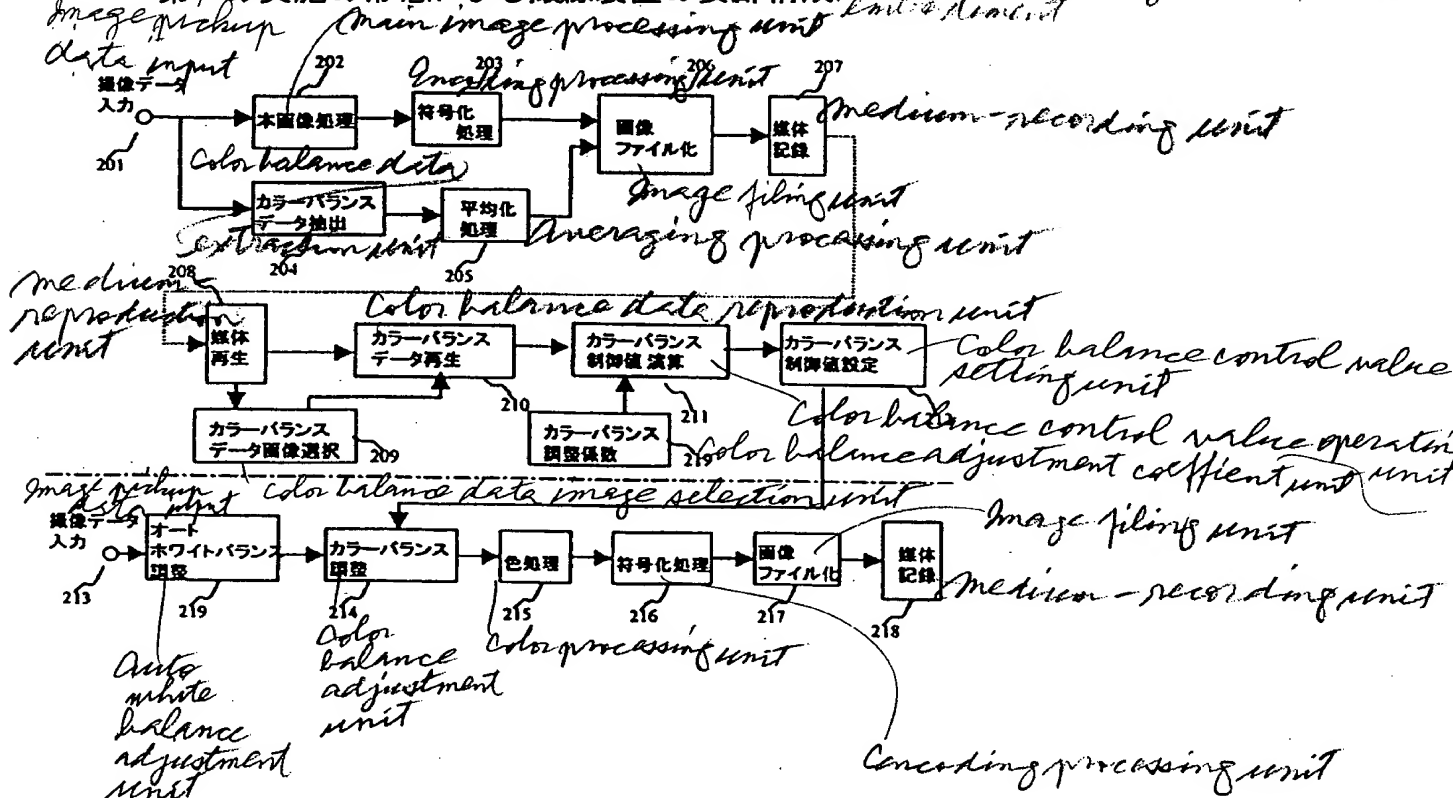 Image pickup
data input
main image processing unit
embodiment
撮像データ
入力
201
202
本画像処理
203
Encoding processing unit
符号化
処理
206
画像
ファイル化
Image filing unit
207
媒体
記録
medium-recording unit
Color balance data
extraction unit
カラーバランス
データ抽出
204
平均化
処理
205
Averaging processing unit
medium
reproduction
unit
208
媒体
再生
Color balance data reproduction unit
カラーバランス
データ再生
210
カラーバランス
制御値 演算
211
カラーバランス
制御値設定
Color balance control value
setting unit
Color balance control value operating
unit
カラーバランス
データ画像選択
209
カラーバランス
調整係数
Color balance adjustment coeffient unit
Color balance data image selection unit
Image pickup
data input
撮像データ
入力
213
オート
ホワイトバランス
調整
219
カラーバランス
調整
214
色処理
215
符号化処理
216
画像
ファイル化
217
Image filing unit
媒体
記録
218
Medium-recording unit
Auto
white
balance
adjustment
unit
Color
balance
adjustment
unit
Color processing unit
Cencoding processing unit